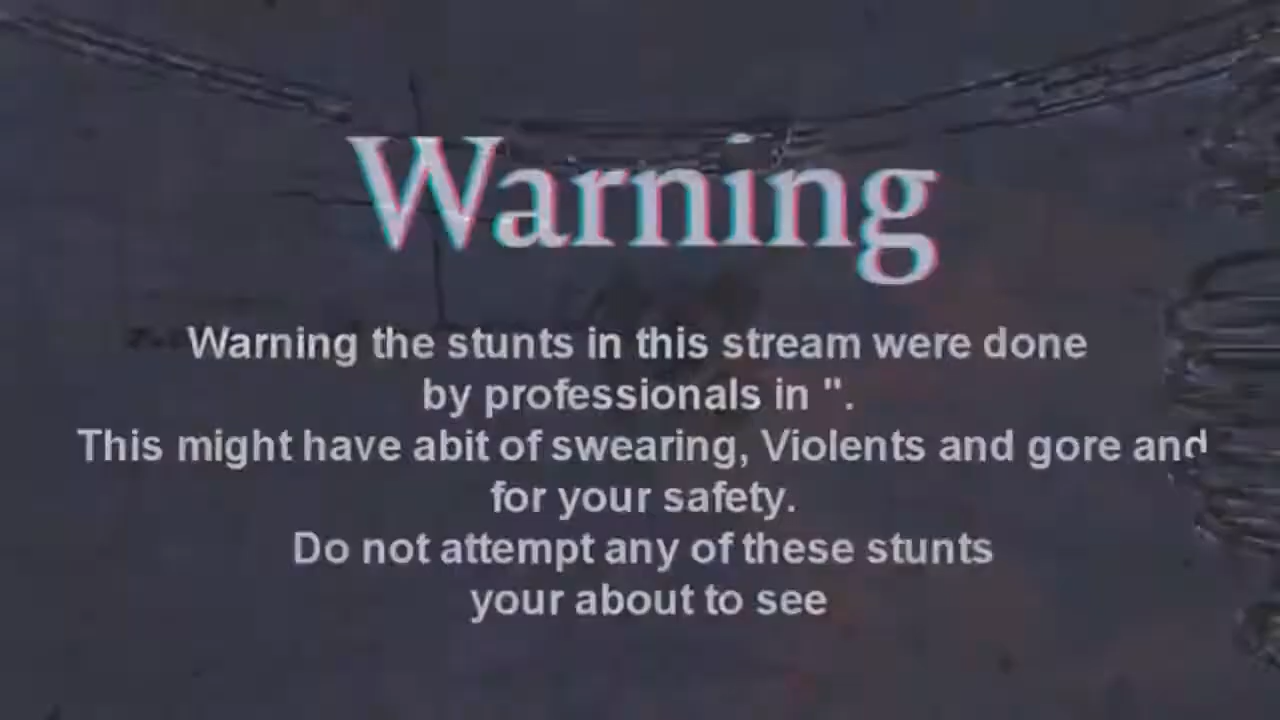 Warning
Warning the stunts in this stream were done
by professionals in ".
This might have abit of swearing, Violents and gore and
for your safety.
Do not attempt any of these stunts
your about to see